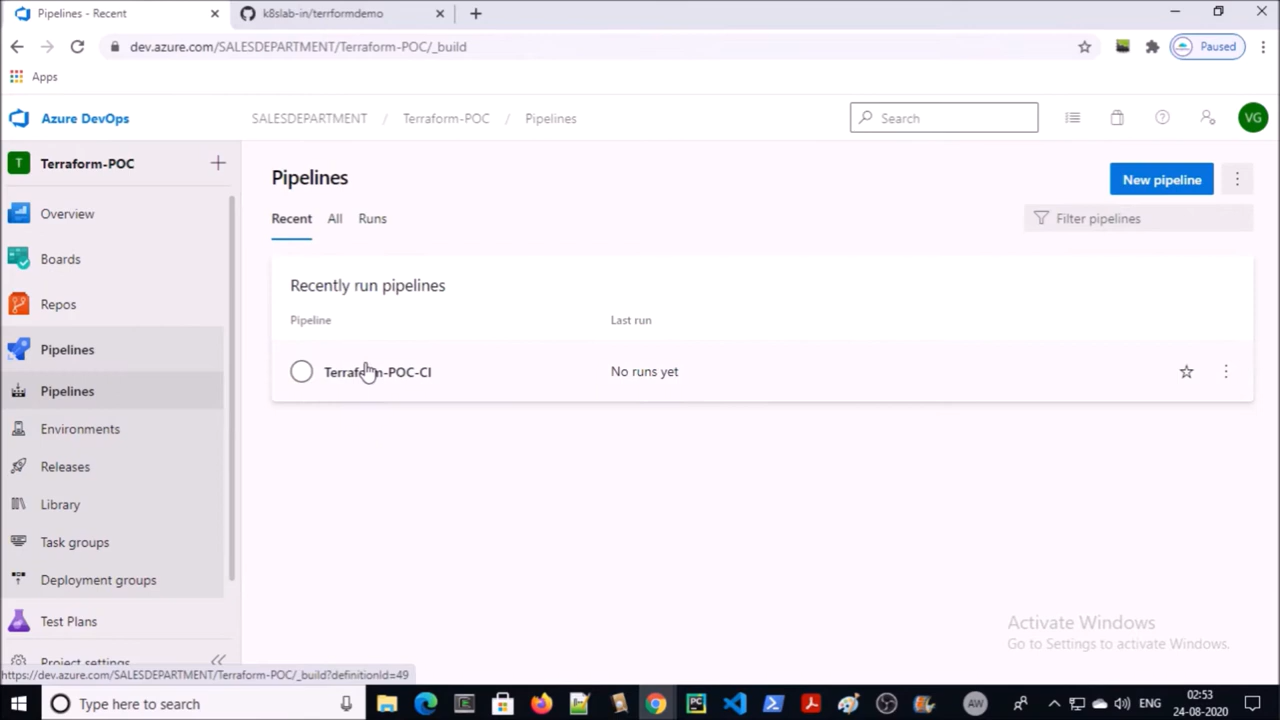 Pipelines - Recent
k8slab-in/terrformdemo
dev.azure.com/SALESDEPARTMENT/Terraform-POC/_build
Paused
Apps
Azure DevOps
SALESDEPARTMENT / Terraform-POC / Pipelines
Search
VG
T Terraform-POC
Overview
Boards
Repos
Pipelines
Pipelines
Environments
Releases
Library
Task groups
Deployment groups
Test Plans
Project settings
Pipelines
New pipeline
Recent All Runs
Filter pipelines
Recently run pipelines
Pipeline Last run
Terraform-POC-CI No runs yet
Activate Windows
Go to Settings to activate Windows.
https://dev.azure.com/SALESDEPARTMENT/Terraform-POC/_build?definitionId=49
Type here to search
PC
AW
ENG
02:53
24-08-2020